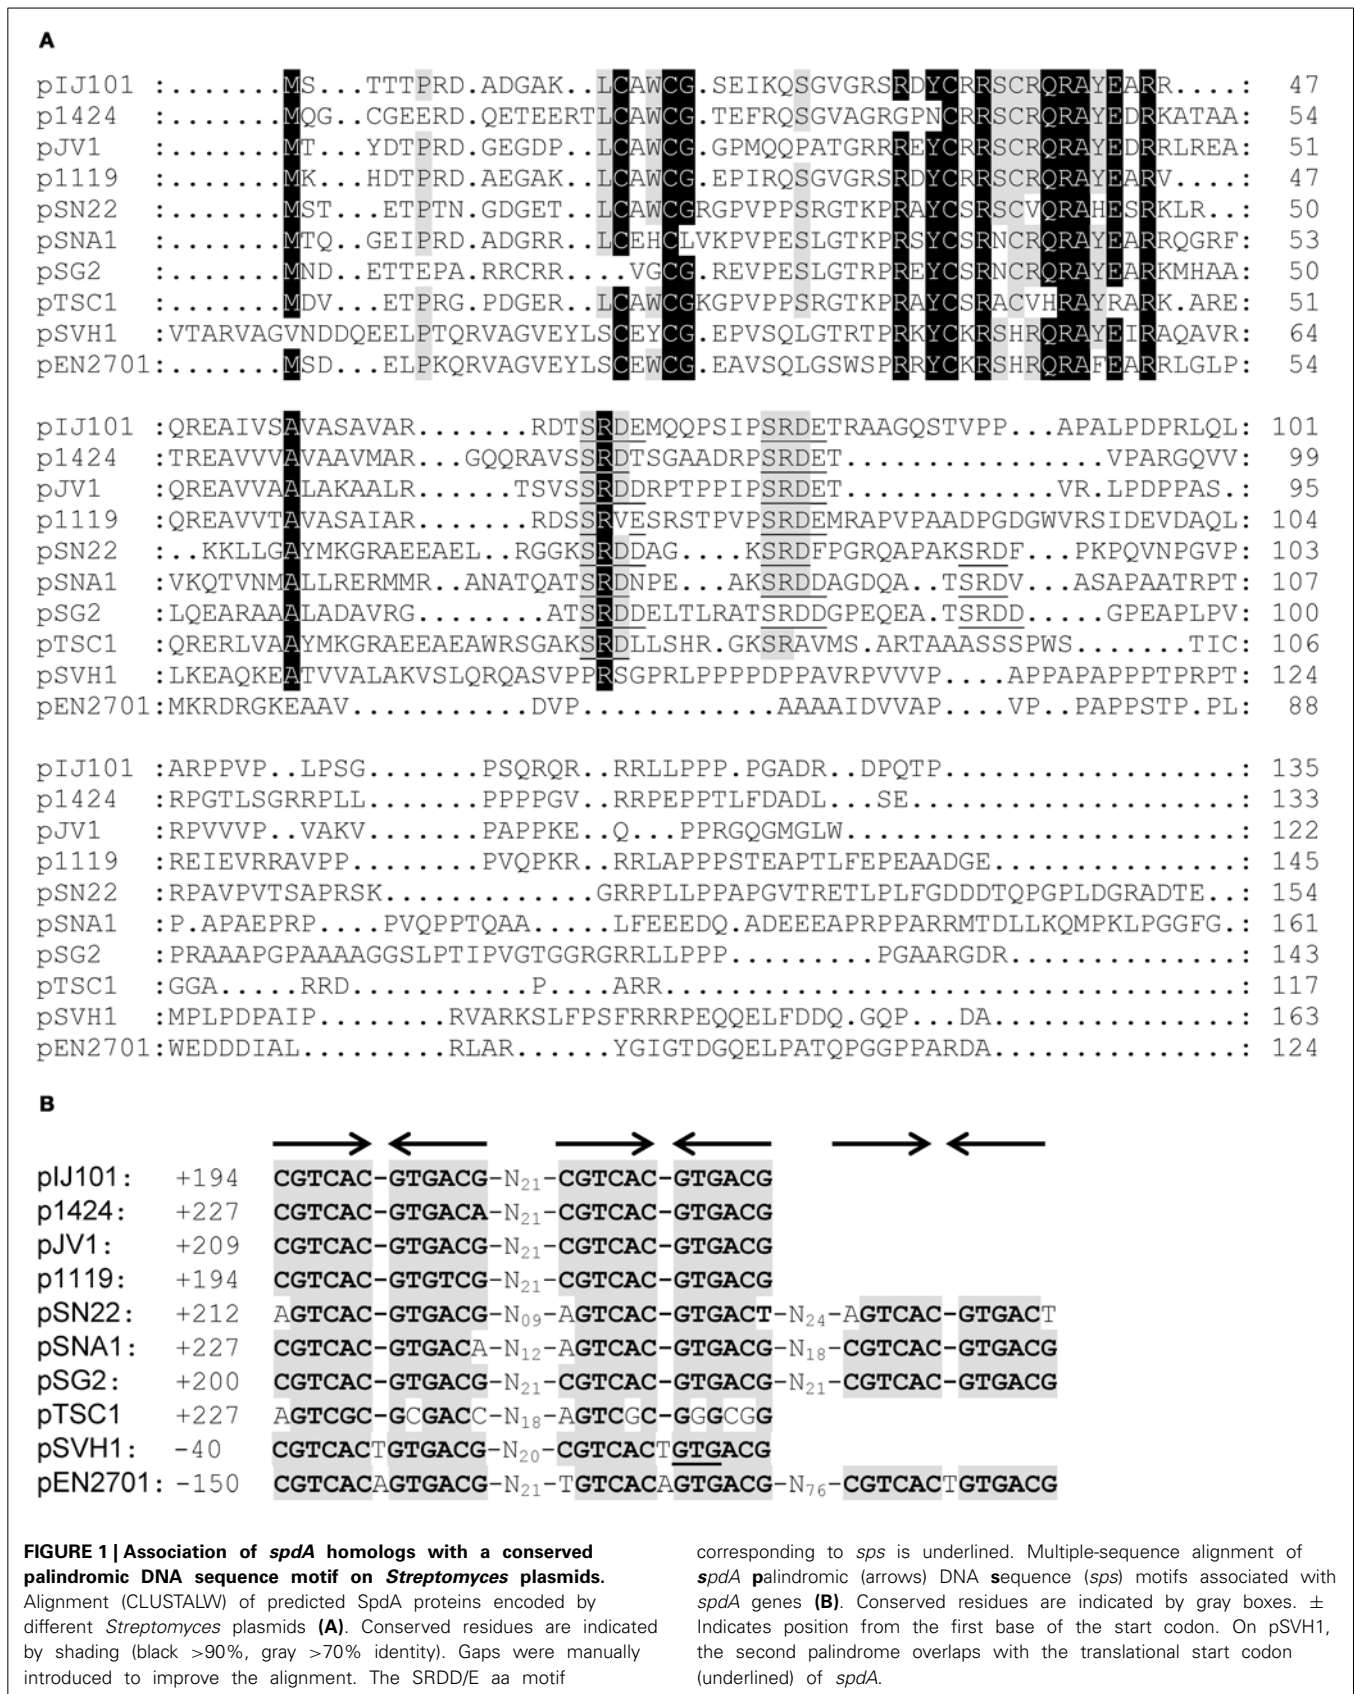 A
pIJ101 :.......MS...TTTPRD.ADGAK..LCAWCG.SEIKQSGVGRSRDYCRRSCRQRAYEARR....: 47
p1424 :.......MQG..CGEERD.QETEERTLCAWCG.TEFRQSGVAGRGPNCRRSCRQRAYEDRKATAA: 54
pJV1 :.......MT...YDTPRD.GEGDP..LCAWCG.GPMQQPATGRRREYCRRSCRQRAYEDRRLREA: 51
p1119 :.......MK...HDTPRD.AEGAK..LCAWCG.EPIRQSGVGRSRDYCRRSCRQRAYEARV....: 47
pSN22 :.......MST...ETPTN.GDGET..LCAWCGRGPVPPSRGTKPRAYCSRSCVQRAHESRKLR..: 50
pSNA1 :.......MTQ..GEIPRD.ADGRR..LCEHCLVKPVPESLGTKPRSYCSRNCRQRAYEARRQGRF: 53
pSG2 :.......MND..ETTEPA.RRCRR....VGCG.REVPESLGTRPREYCSRNCRQRAYEARKMHAA: 50
pTSC1 :.......MDV...ETPRG.PDGER..LCAWCGKGPVPPSRGTKPRAYCSRACVHRAYRARK.ARE: 51
pSVH1 :VTARVAGVNDDQEELPTQRVAGVEYLSCEYCG.EPVSQLGTRTPRKYCKRSHRQRAYEIRAQAVR: 64
pEN2701:.......MSD...ELPKQRVAGVEYLSCEWCG.EAVSQLGSWSPRRYCKRSHRQRAFEARRLGLP: 54
pIJ101 :QREAIVSAVASAVAR.......RDTSRDEMQQPSIPSRDETRAAGQSTVPP...APALPDPRLQL: 101
p1424 :TREAVVVAVAAVMAR...GQQRAVSSRDTSGAADRPSRDET................VPARGQVV: 99
pJV1 :QREAVVAALAKAALR......TSVSSRDDRPTPPIPSRDET.............VR.LPDPPAS.: 95
p1119 :QREAVVTAVASAIAR.......RDSSRVESRSTPVPSRDEMRAPVPAADPGDGWVRSIDEVDAQL: 104
pSN22 :..KKLLGAYMKGRAEEAEL..RGGKSRDDAG....KSRDFPGRQAPAKSRDF...PKPQVNPGVP: 103
pSNA1 :VKQTVNMALLRERMMR..ANATQATSRDNPE...AKSRDDAGDQA..TSRDV...ASAPAATRPT: 107
pSG2 :LQEARAAALADAVRG........ATSRDDELTLRATSRDDGPEQEA.TSRDD.....GPEAPLPV: 100
pTSC1 :QRERLVAAYMKGRAEEAEAWRSGAKSRDLLSHR.GKSRAVMS.ARTAAASSSPWS.......TIC: 106
pSVH1 :LKEAQKEATVVALAKVSLQRQASVPPRSGPRLPPPPDPPAVRPVVVP....APPAPAPPPTPRPT: 124
pEN2701:MKRDRGKEAAV...........DVP............AAAAIDVVAP....VP..PAPPSTP.PL: 88
pIJ101 :ARPPVP..LPSG.......PSQRQR..RRLLPPP.PGADR..DPQTP..................: 135
p1424 :RPGTLSGRRPLL.......PPPPGV..RRPEPPTLFDADL...SE....................: 133
pJV1 :RPVVVP..VAKV.......PAPPKE..Q...PPRGQGMGLW........................: 122
p1119 :REIEVRRAVPP........PVQPKR..RRLAPPPSTEAPTLFEPEAADGE...............: 145
pSN22 :RPAVPVTSAPRSK.............GRRPLLPPAPGVTRETLPLFGDDDTQPGPLDGRADTE..: 154
pSNA1 :P.APAEPRP....PVQPPTQAA.....LFEEEDQ.ADEEEAPRPPARRMTDLLKQMPKLPGGFG.: 161
pSG2 :PRAAAPGPAAAAGGSLPTIPVGTGGRGRRLLPPP.........PGAARGDR..............: 143
pTSC1 :GGA.....RRD...........P....ARR...................................: 117
pSVH1 :MPLPDPAIP........RVARKSLFPSFRRRPEQQELFDDQ.GQP...DA...............: 163
pEN2701:WEDDDIAL.........RLAR......YGIGTDGQELPATQPGGPPARDA...............: 124
B
pIJ101: +194 CGTCAC-GTGACG-N21-CGTCAC-GTGACG
p1424: +227 CGTCAC-GTGACA-N21-CGTCAC-GTGACG
pJV1: +209 CGTCAC-GTGACG-N21-CGTCAC-GTGACG
p1119: +194 CGTCAC-GTGTCG-N21-CGTCAC-GTGACG
pSN22: +212 AGTCAC-GTGACG-N09-AGTCAC-GTGACT-N24-AGTCAC-GTGACT
pSNA1: +227 CGTCAC-GTGACA-N12-AGTCAC-GTGACG-N18-CGTCAC-GTGACG
pSG2: +200 CGTCAC-GTGACG-N21-CGTCAC-GTGACG-N21-CGTCAC-GTGACG
pTSC1 +227 AGTCGC-GCGACC-N18-AGTCGC-GGGCGG
pSVH1: -40 CGTCACTGTGACG-N20-CGTCACTGTGACG
pEN2701: -150 CGTCACAGTGACG-N21-TGTCACAGTGACG-N76-CGTCACTGTGACG
FIGURE 1 | Association of spdA homologs with a conserved
palindromic DNA sequence motif on Streptomyces plasmids.
Alignment (CLUSTALW) of predicted SpdA proteins encoded by
different Streptomyces plasmids (A). Conserved residues are indicated
by shading (black >90%, gray >70% identity). Gaps were manually
introduced to improve the alignment. The SRDD/E aa motif
corresponding to sps is underlined. Multiple-sequence alignment of
spdA palindromic (arrows) DNA sequence (sps) motifs associated with
spdA genes (B). Conserved residues are indicated by gray boxes. ±
Indicates position from the first base of the start codon. On pSVH1,
the second palindrome overlaps with the translational start codon
(underlined) of spdA.